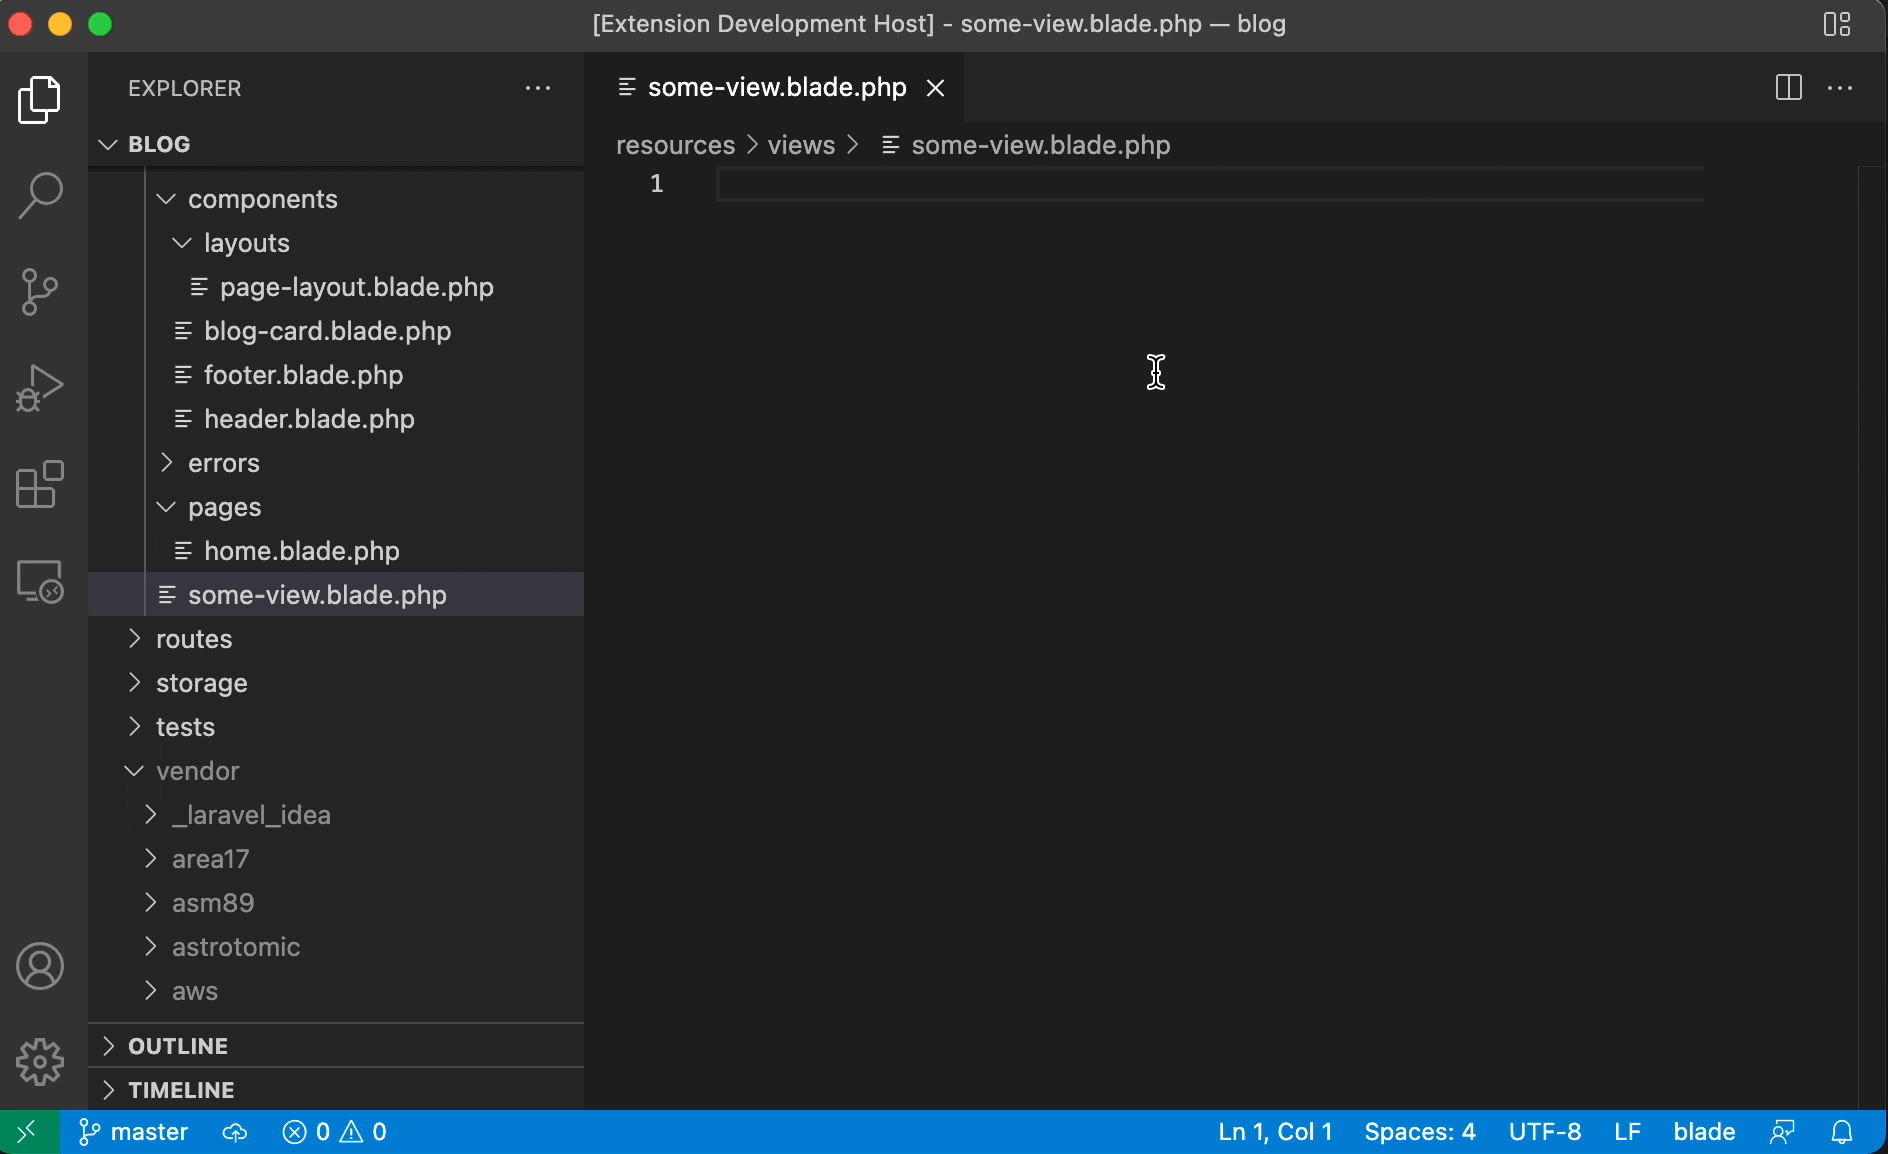 [Extension Development Host] - some-view.blade.php — blog
EXPLORER
BLOG
components
layouts
page-layout.blade.php
blog-card.blade.php
footer.blade.php
header.blade.php
errors
pages
home.blade.php
some-view.blade.php
routes
storage
tests
vendor
_laravel_idea
area17
asm89
astrotomic
aws
OUTLINE
TIMELINE
some-view.blade.php
resources > views > some-view.blade.php
1
master 0 0 Ln 1, Col 1 Spaces: 4 UTF-8 LF blade